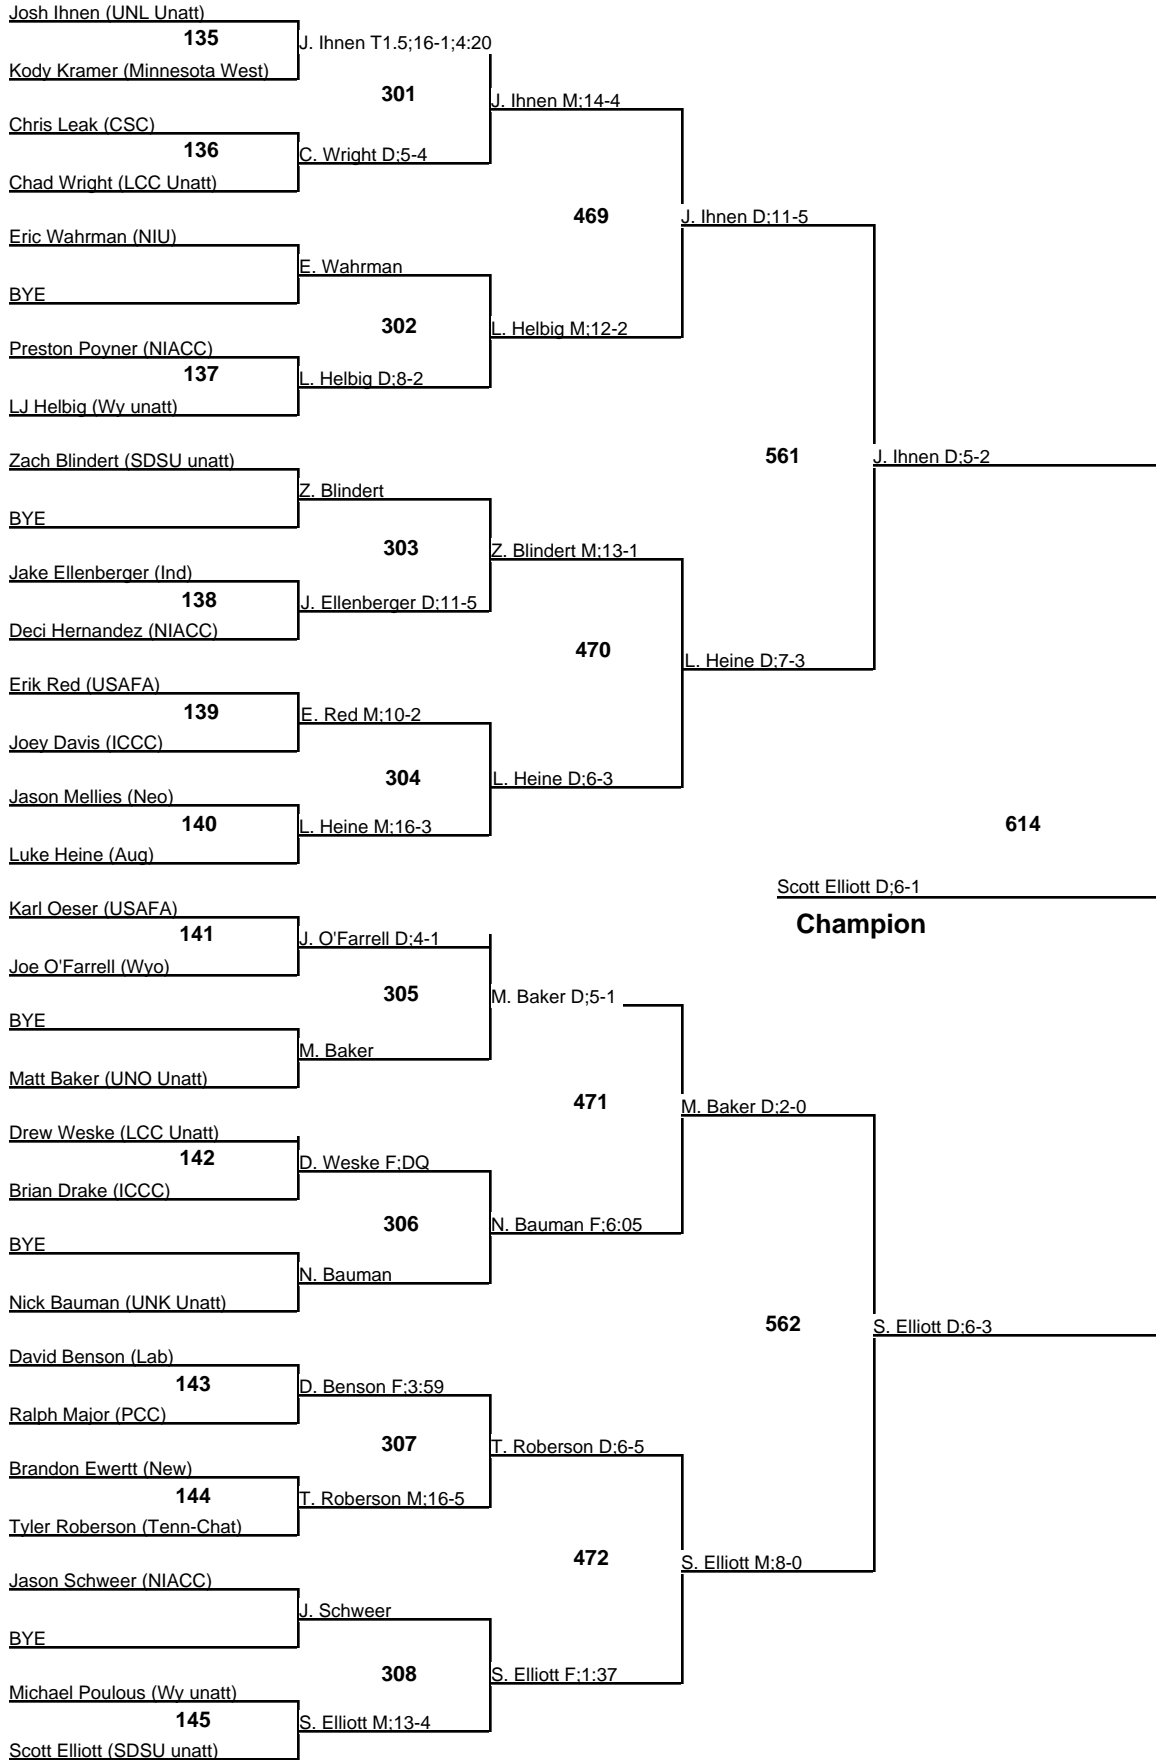 Josh Ihnen (UNL Unatt)
135
J. Ihnen T1.5;16-1;4:20
Kody Kramer (Minnesota West)
301
J. Ihnen M;14-4
Chris Leak (CSC)
136
C. Wright D;5-4
Chad Wright (LCC Unatt)
469
J. Ihnen D;11-5
Eric Wahrman (NIU)
E. Wahrman
BYE
302
L. Helbig M;12-2
Preston Poyner (NIACC)
137
L. Helbig D;8-2
LJ Helbig (Wy unatt)
561
J. Ihnen D;5-2
Zach Blindert (SDSU unatt)
Z. Blindert
BYE
303
Z. Blindert M;13-1
Jake Ellenberger (Ind)
138
J. Ellenberger D;11-5
Deci Hernandez (NIACC)
470
L. Heine D;7-3
Erik Red (USAFA)
139
E. Red M;10-2
Joey Davis (ICCC)
304
L. Heine D;6-3
Jason Mellies (Neo)
140
L. Heine M;16-3
Luke Heine (Aug)
614
Scott Elliott D;6-1
Champion
Karl Oeser (USAFA)
141
J. O'Farrell D;4-1
Joe O'Farrell (Wyo)
305
M. Baker D;5-1
BYE
M. Baker
Matt Baker (UNO Unatt)
471
M. Baker D;2-0
Drew Weske (LCC Unatt)
142
D. Weske F;DQ
Brian Drake (ICCC)
306
N. Bauman F;6:05
BYE
N. Bauman
Nick Bauman (UNK Unatt)
562
S. Elliott D;6-3
David Benson (Lab)
143
D. Benson F;3:59
Ralph Major (PCC)
307
T. Roberson D;6-5
Brandon Ewertt (New)
144
T. Roberson M;16-5
Tyler Roberson (Tenn-Chat)
472
S. Elliott M;8-0
Jason Schweer (NIACC)
J. Schweer
BYE
308
S. Elliott F;1:37
Michael Poulous (Wy unatt)
145
S. Elliott M;13-4
Scott Elliott (SDSU unatt)